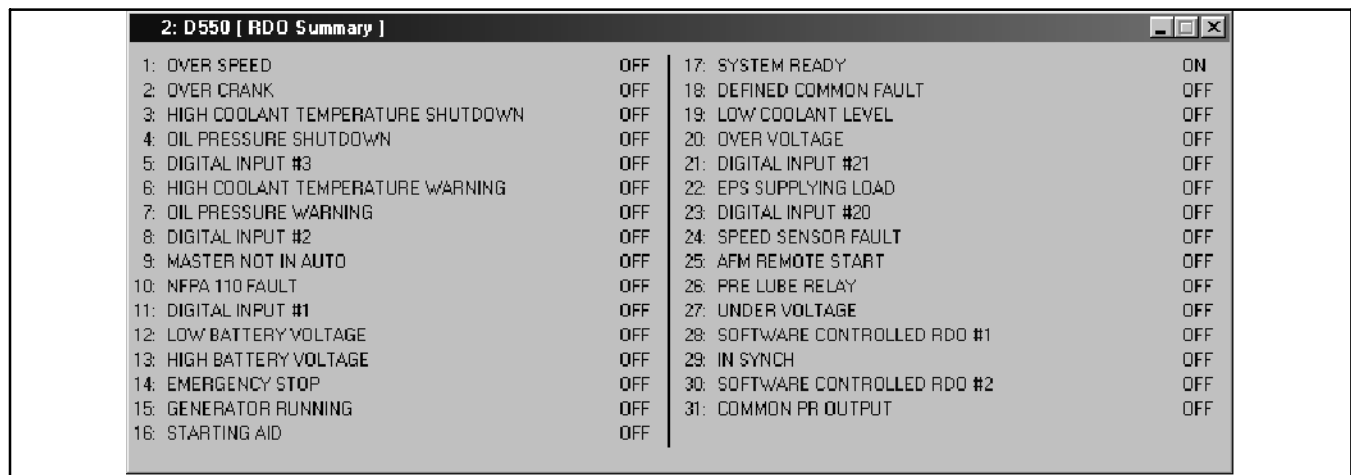 2: D550 [ RDO Summary ]
1: OVER SPEED OFF
2: OVER CRANK OFF
3: HIGH COOLANT TEMPERATURE SHUTDOWN OFF
4: OIL PRESSURE SHUTDOWN OFF
5: DIGITAL INPUT #3 OFF
6: HIGH COOLANT TEMPERATURE WARNING OFF
7: OIL PRESSURE WARNING OFF
8: DIGITAL INPUT #2 OFF
9: MASTER NOT IN AUTO OFF
10: NFPA 110 FAULT OFF
11: DIGITAL INPUT #1 OFF
12: LOW BATTERY VOLTAGE OFF
13: HIGH BATTERY VOLTAGE OFF
14: EMERGENCY STOP OFF
15: GENERATOR RUNNING OFF
16: STARTING AID OFF
17: SYSTEM READY ON
18: DEFINED COMMON FAULT OFF
19: LOW COOLANT LEVEL OFF
20: OVER VOLTAGE OFF
21: DIGITAL INPUT #21 OFF
22: EPS SUPPLYING LOAD OFF
23: DIGITAL INPUT #20 OFF
24: SPEED SENSOR FAULT OFF
25: AFM REMOTE START OFF
26: PRE LUBE RELAY OFF
27: UNDER VOLTAGE OFF
28: SOFTWARE CONTROLLED RDO #1 OFF
29: IN SYNCH OFF
30: SOFTWARE CONTROLLED RDO #2 OFF
31: COMMON PR OUTPUT OFF